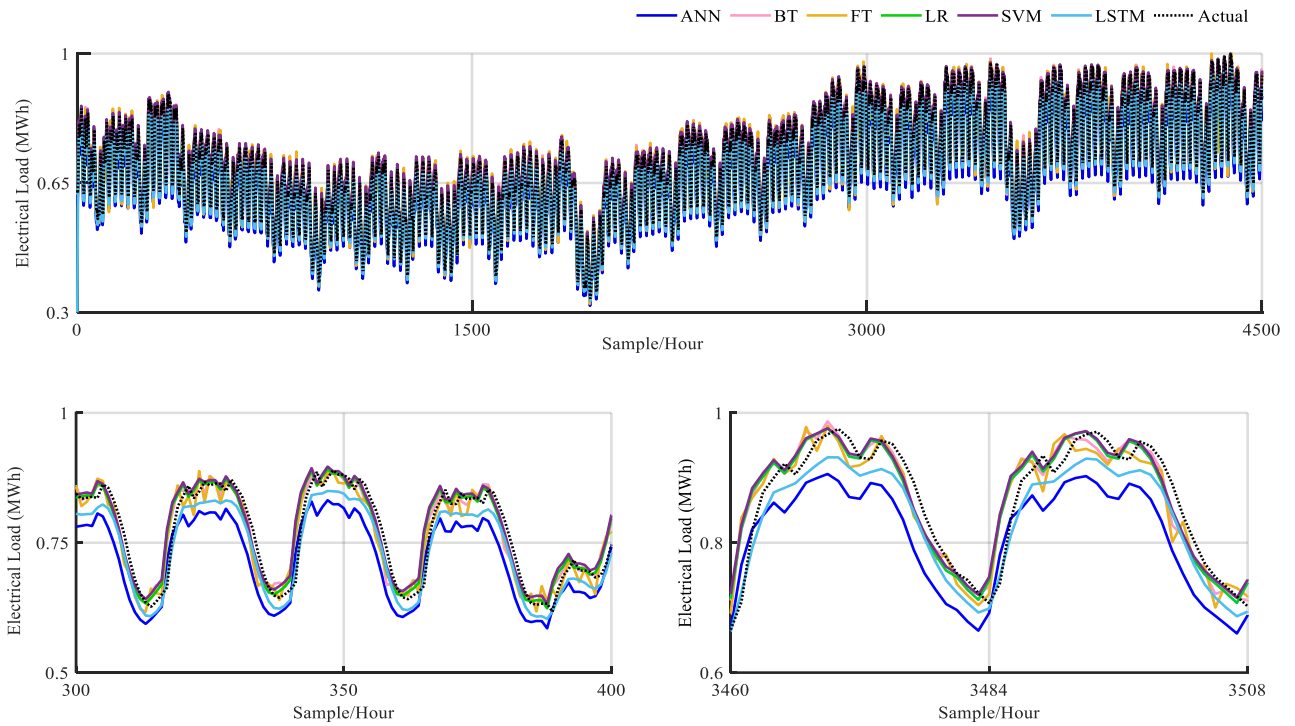 ANN BT FT LR SVM LSTM Actual
1
0.65
0.3
Electrical Load (MWh)
0 1500 3000 4500
Sample/Hour
1
0.75
0.5
Electrical Load (MWh)
300 350 400
Sample/Hour
1
0.8
0.6
Electrical Load (MWh)
3460 3484 3508
Sample/Hour